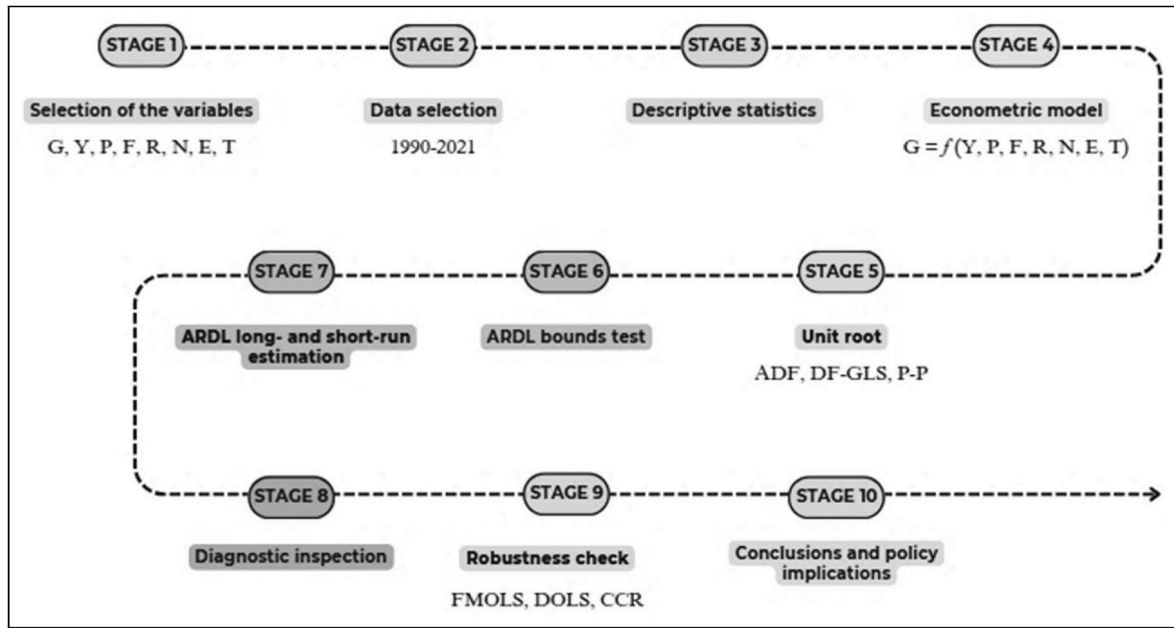 STAGE 1
STAGE 2
STAGE 3
STAGE 4
Selection of the variables
Data selection
Descriptive statistics
Econometric model
G, Y, P, F, R, N, E, T
1990-2021
G = f(Y, P, F, R, N, E, T)
STAGE 7
STAGE 6
STAGE 5
ARDL long- and short-run
estimation
ARDL bounds test
Unit root
ADF, DF-GLS, P-P
STAGE 8
STAGE 9
STAGE 10
Diagnostic inspection
Robustness check
Conclusions and policy
implications
FMOLS, DOLS, CCR